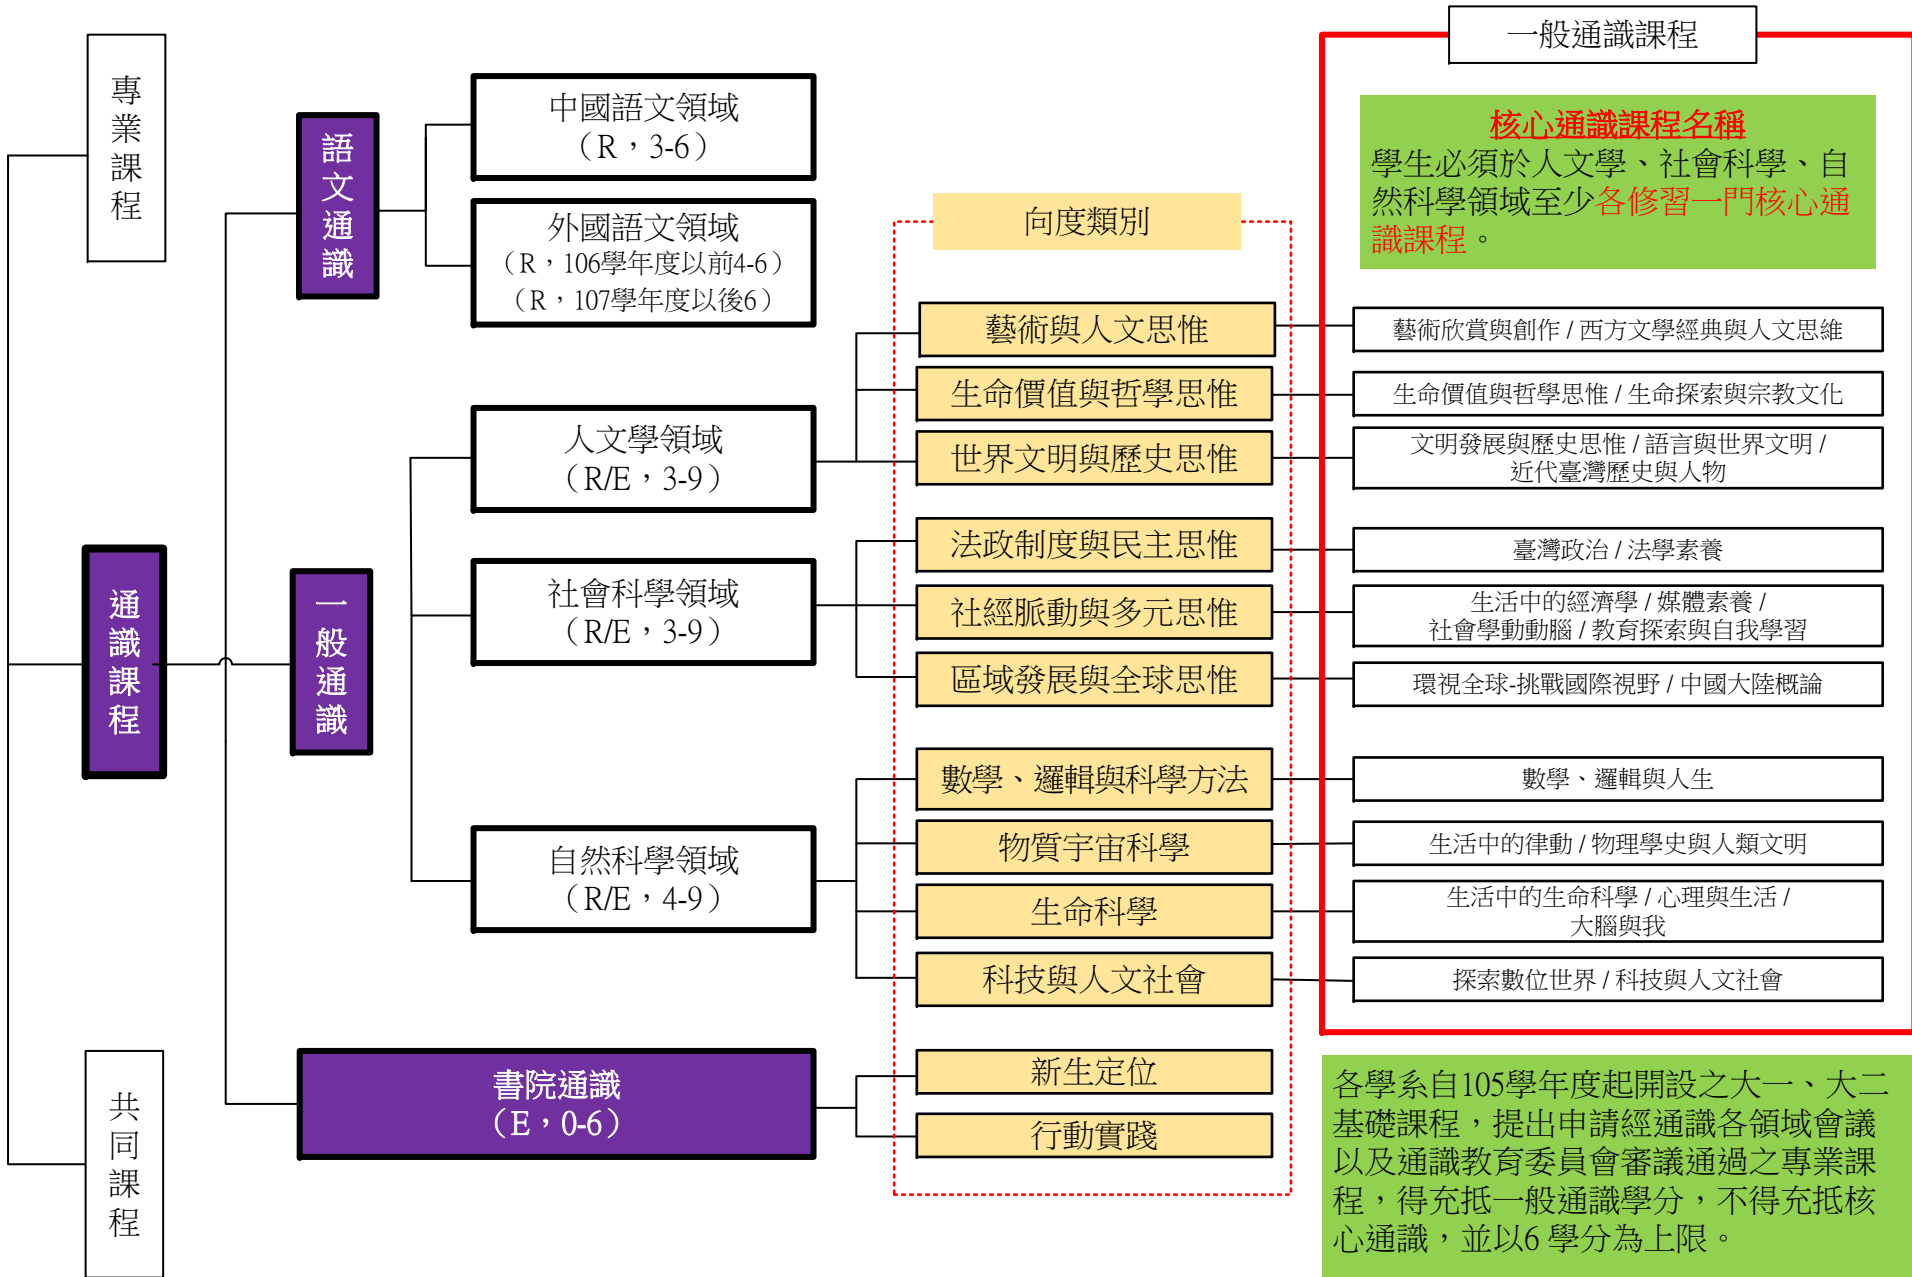 一般通識課程
專業課程
語文通識
中國語文領域
（R，3-6）
核心通識課程名稱
學生必須於人文學、社會科學、自
然科學領域至少各修習一門核心通
識課程。
外國語文領域
（R，106學年度以前4-6）
（R，107學年度以後6）
向度類別
藝術與人文思惟
藝術欣賞與創作 / 西方文學經典與人文思維
生命價值與哲學思惟
生命價值與哲學思惟 / 生命探索與宗教文化
人文學領域
（R/E，3-9）
世界文明與歷史思惟
文明發展與歷史思惟 / 語言與世界文明 /
近代臺灣歷史與人物
通識課程
一般通識
社會科學領域
（R/E，3-9）
法政制度與民主思惟
臺灣政治 / 法學素養
社經脈動與多元思惟
生活中的經濟學 / 媒體素養 /
社會學動動腦 / 教育探索與自我學習
區域發展與全球思惟
環視全球-挑戰國際視野 / 中國大陸概論
數學、邏輯與科學方法
數學、邏輯與人生
自然科學領域
（R/E，4-9）
物質宇宙科學
生活中的律動 / 物理學史與人類文明
生命科學
生活中的生命科學 / 心理與生活 /
大腦與我
科技與人文社會
探索數位世界 / 科技與人文社會
共同課程
書院通識
（E，0-6）
新生定位
行動實踐
各學系自105學年度起開設之大一、大二
基礎課程，提出申請經通識各領域會議
以及通識教育委員會審議通過之專業課
程，得充抵一般通識學分，不得充抵核
心通識，並以6 學分為上限。